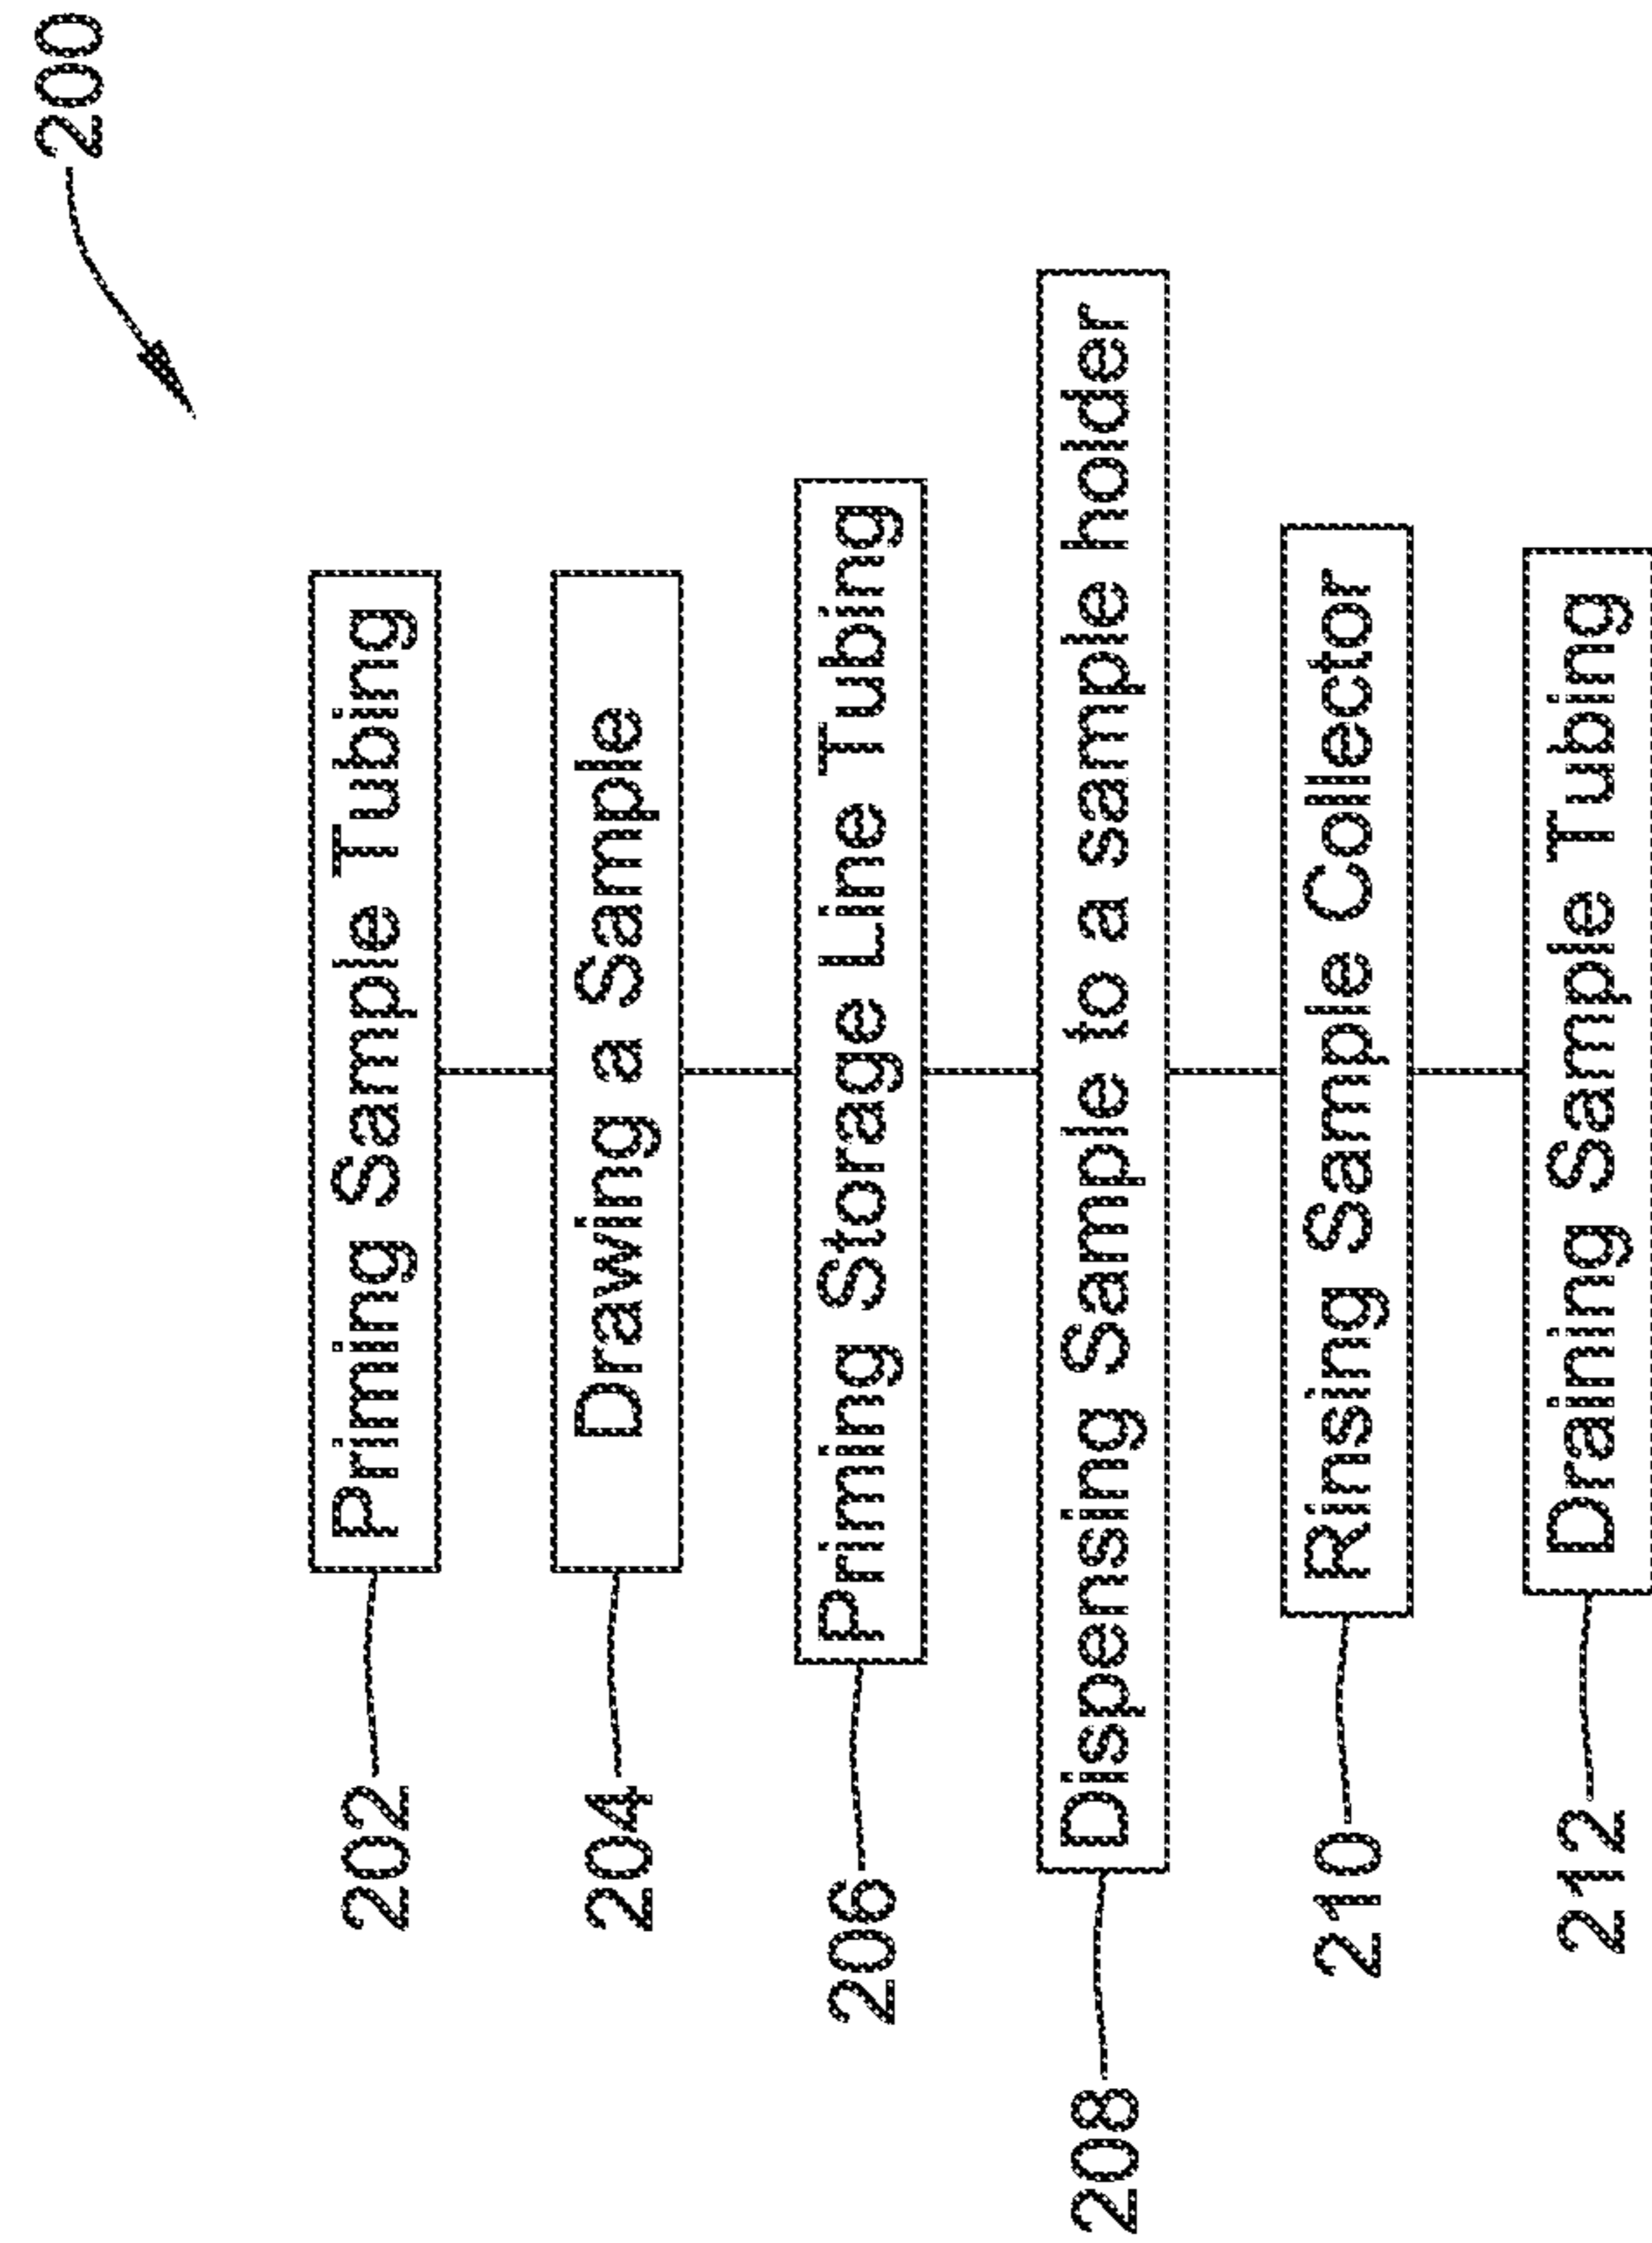 200
202
Priming Sample Tubing
204
Drawing a Sample
206
Priming Storage Line Tubing
208
Dispensing Sample to a sample holder
210
Rinsing Sample Collector
212
Draining Sample Tubing